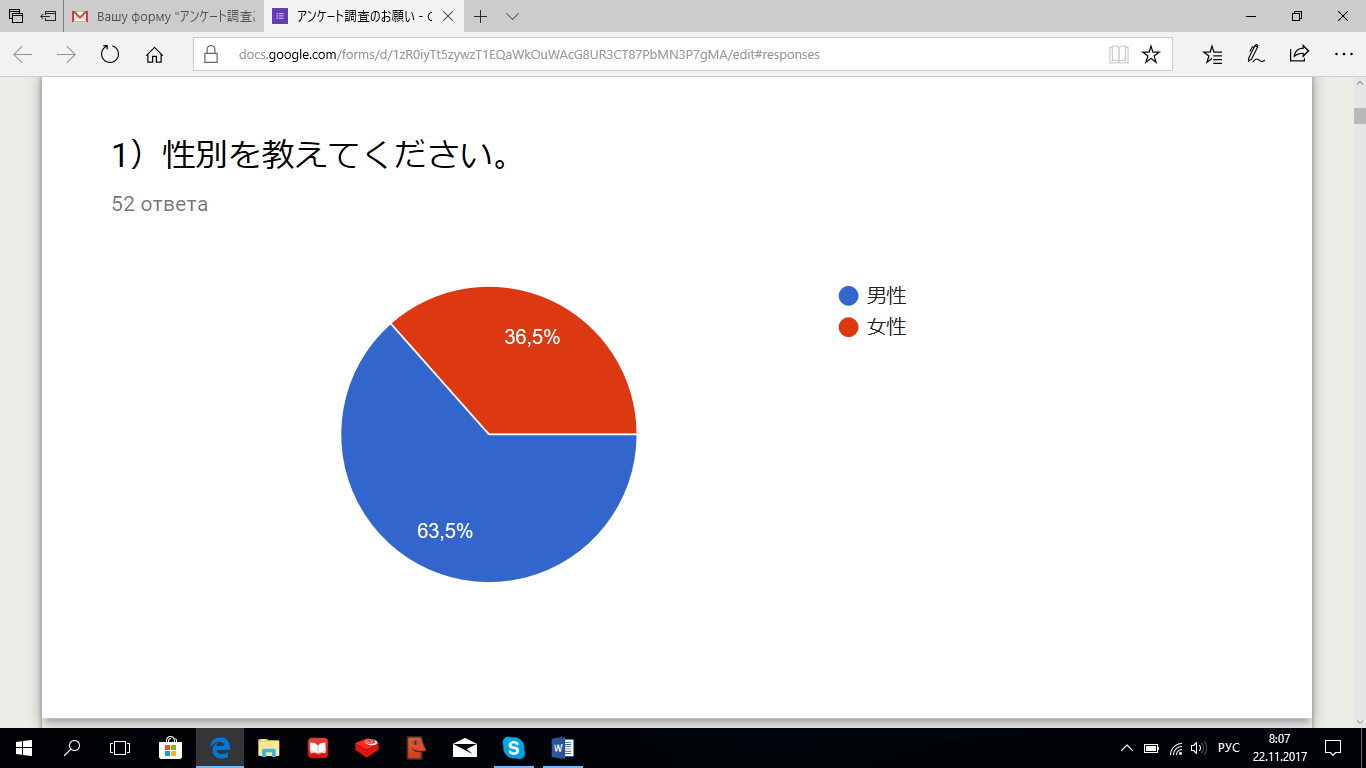 Вашу форму "アンケート調査
アンケート調査のお願い - C
docs.google.com/forms/d/1zR0iyTt5zywzT1EQaWkOuWAcG8UR3CT87PbMN3P7gMA/edit#responses
1）性別を教えてください。
52 ответа
男性
女性
36,5%
63,5%
РУС
8:07
22.11.2017